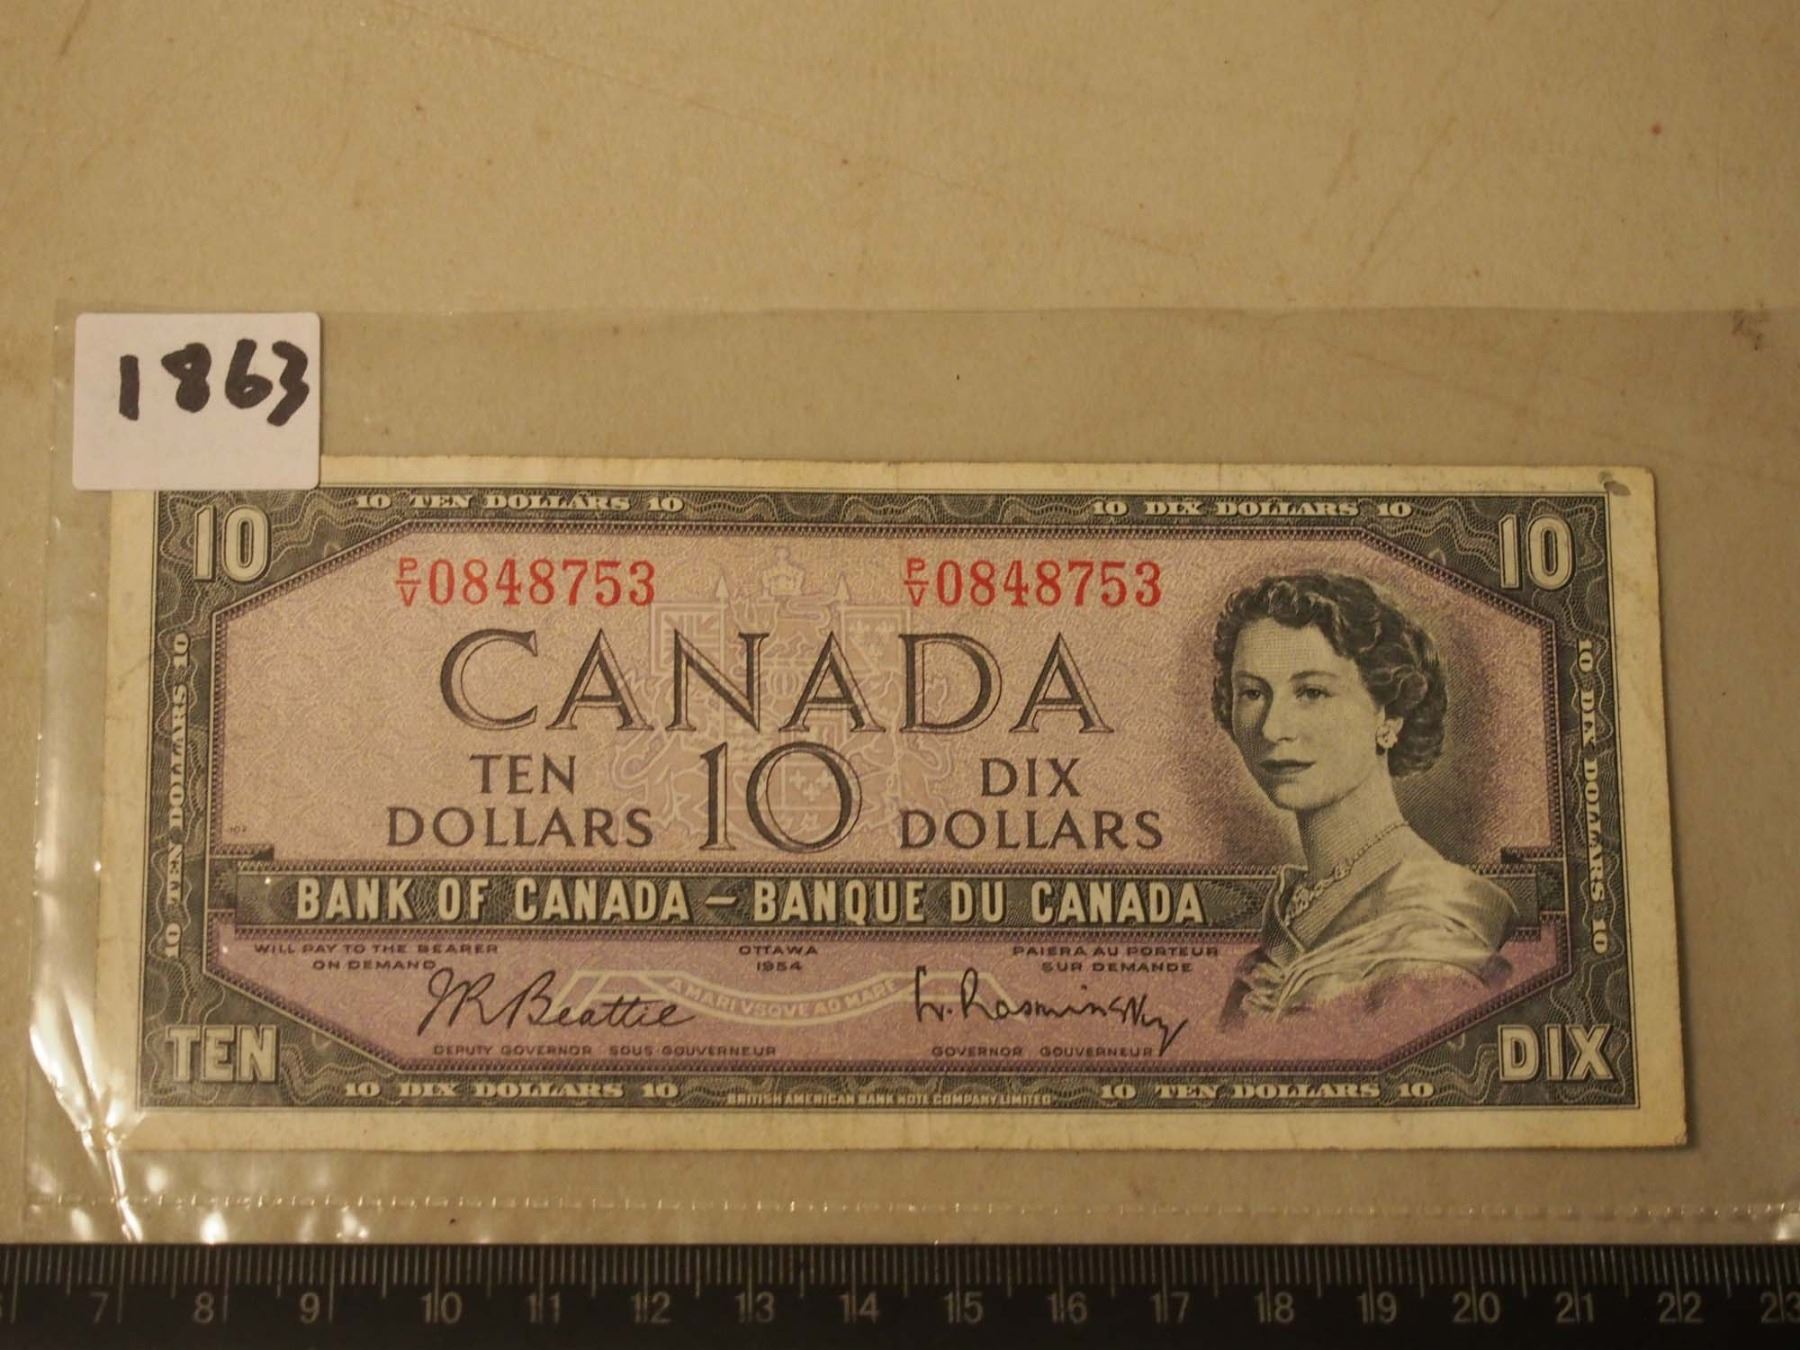 1863
10 TEN DOLLARS 10
10 DIX DOLLARS 10
10
10
P/V 0848753
P/V 0848753
CANADA
TEN DOLLARS
10
DIX DOLLARS
10 TEN DOLLARS 10
10 DIX DOLLARS 10
BANK OF CANADA – BANQUE DU CANADA
WILL PAY TO THE BEARER
ON DEMAND
OTTAWA
1954
PAIERA AU PORTEUR
SUR DEMANDE
A MARI VSQVE AD MARE
J.R. Beattie
L. Rasminsky
DEPUTY GOVERNOR SOUS-GOUVERNEUR
GOVERNOR GOUVERNEUR
TEN
DIX
10 DIX DOLLARS 10
BRITISH AMERICAN BANK NOTE COMPANY, LIMITED
10 TEN DOLLARS 10
7 8 9 10 11 12 13 14 15 16 17 18 19 20 21 22 23